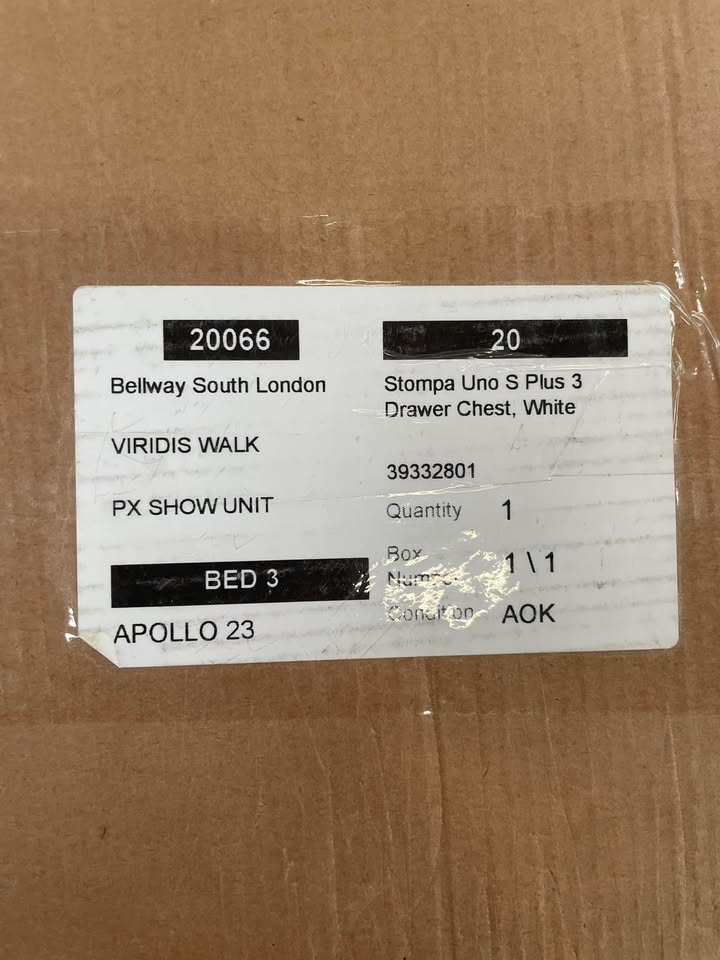 20066
Bellway South London
VIRIDIS WALK
PX SHOW UNIT
BED 3
APOLLO 23
20
Stompa Uno S Plus 3
Drawer Chest, White
39332801
Quantity 1
Box
Number 1 \ 1
Condition AOK